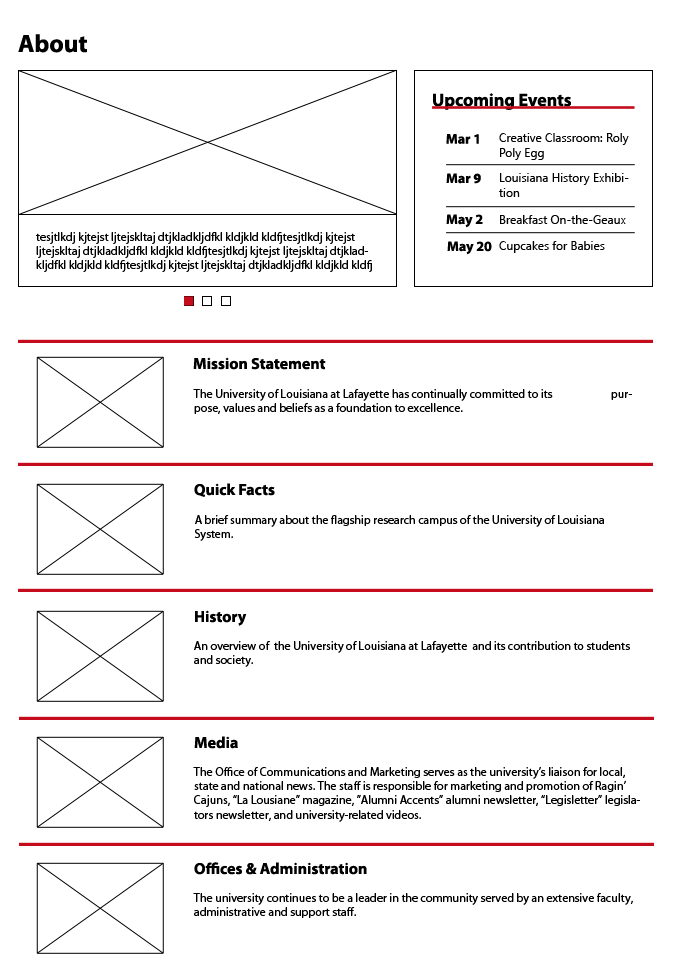 About
tesjtlkdj kjtejst ljtejskltaj dtjkladkljdfkl kldjkld kldfjtesjtlkdj kjtejst
ljtejskltaj dtjkladkljdfkl kldjkld kldfjtesjtlkdj kjtejst ljtejskltaj dtjklad-
kljdfkl kldjkld kldfjtesjtlkdj kjtejst ljtejskltaj dtjkladkljdfkl kldjkld kldfj
Upcoming Events
Mar 1 Creative Classroom: Roly
Poly Egg
Mar 9 Louisiana History Exhibi-
tion
May 2 Breakfast On-the-Geaux
May 20 Cupcakes for Babies
Mission Statement
The University of Louisiana at Lafayette has continually committed to its pur-
pose, values and beliefs as a foundation to excellence.
Quick Facts
A brief summary about the flagship research campus of the University of Louisiana
System.
History
An overview of the University of Louisiana at Lafayette and its contribution to students
and society.
Media
The Office of Communications and Marketing serves as the university's liaison for local,
state and national news. The staff is responsible for marketing and promotion of Ragin'
Cajuns, "La Lousiane" magazine, "Alumni Accents" alumni newsletter, "Legisletter" legisla-
tors newsletter, and university-related videos.
Offices & Administration
The university continues to be a leader in the community served by an extensive faculty,
administrative and support staff.